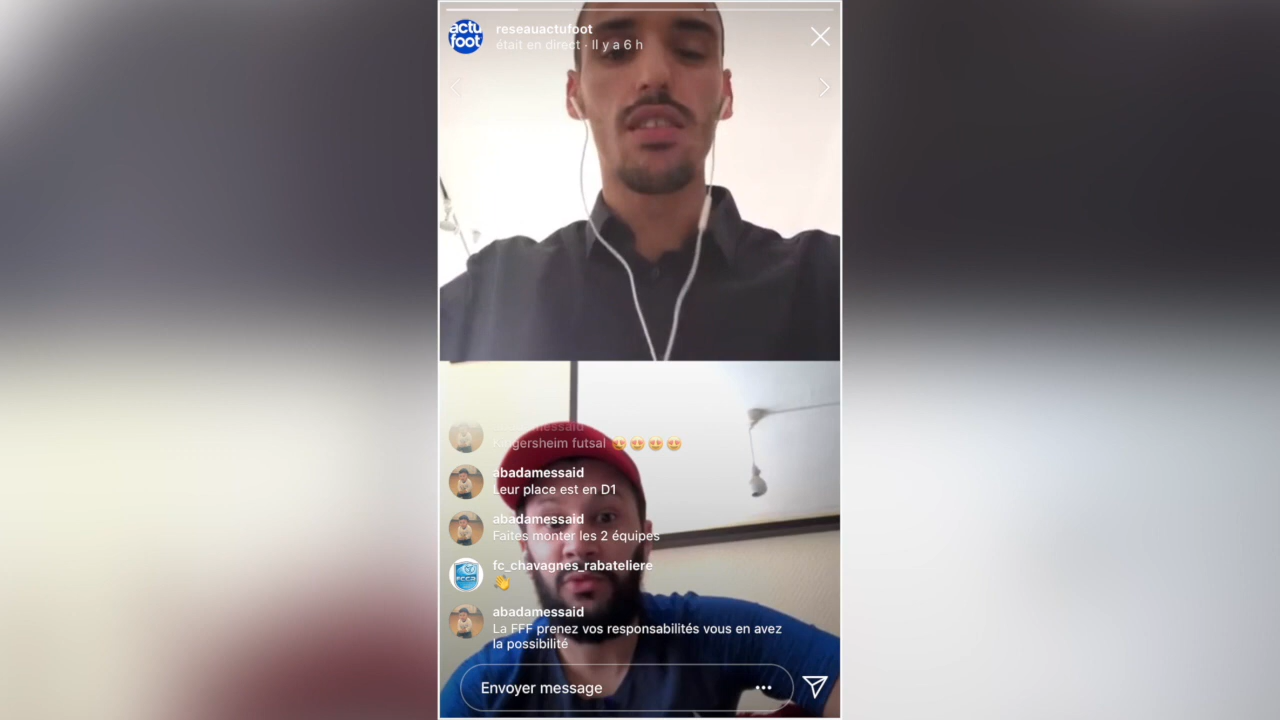 actu
foot
reseauactufoot
était en direct · Il y a 6 h
abadamessaid
futsal 🤩🤩🤩🤩
abadamessaid
Leur place est en D1
abadamessaid
Faites monter les 2 équipes
fc_chavagnes_rabateliere
👋
abadamessaid
La FFF prenez vos responsabilités vous en avez
la possibilité
Envoyer message